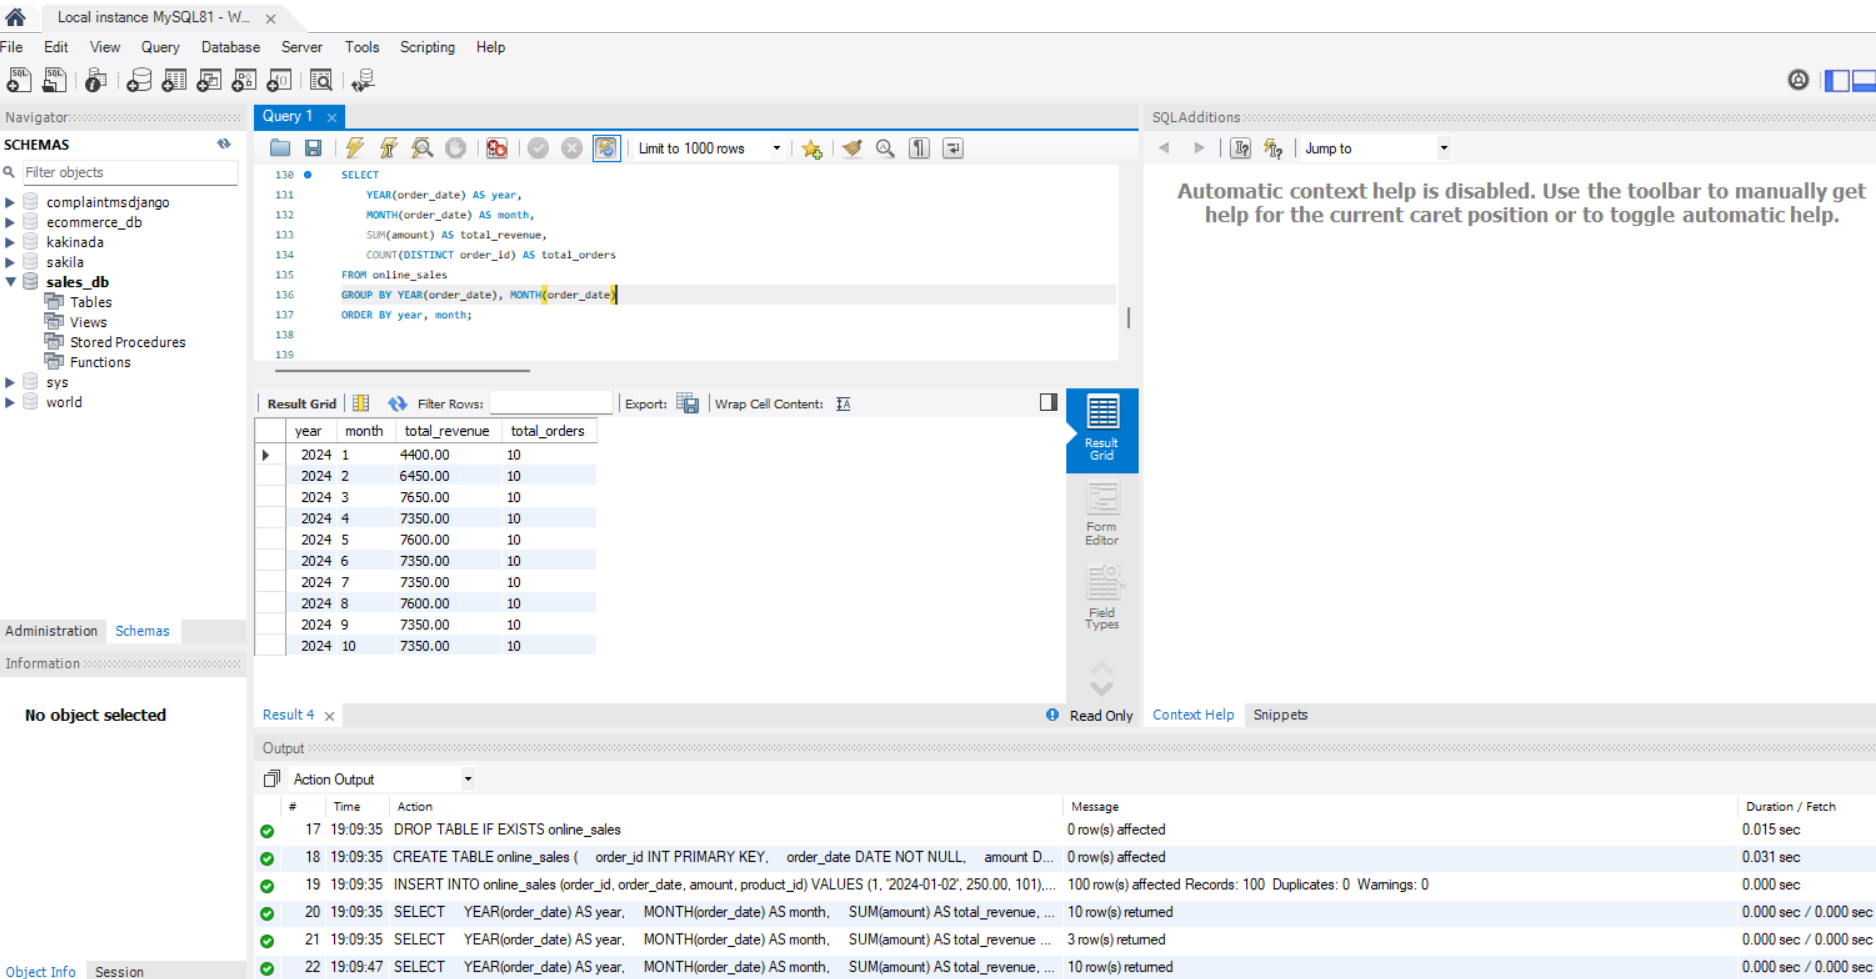 Local instance MySQL81 - W...
File Edit View Query Database Server Tools Scripting Help
Navigator
SCHEMAS
Filter objects
complaintmsdjango
ecommerce_db
kakinada
sakila
sales_db
Tables
Views
Stored Procedures
Functions
sys
world
Administration Schemas
Information
No object selected
Object Info Session
Query 1
Limit to 1000 rows
130 SELECT
131 YEAR(order_date) AS year,
132 MONTH(order_date) AS month,
133 SUM(amount) AS total_revenue,
134 COUNT(DISTINCT order_id) AS total_orders
135 FROM online_sales
136 GROUP BY YEAR(order_date), MONTH(order_date)
137 ORDER BY year, month;
138
139
Result Grid Filter Rows: Export: Wrap Cell Content:
year month total_revenue total_orders
2024 1 4400.00 10
2024 2 6450.00 10
2024 3 7650.00 10
2024 4 7350.00 10
2024 5 7600.00 10
2024 6 7350.00 10
2024 7 7350.00 10
2024 8 7600.00 10
2024 9 7350.00 10
2024 10 7350.00 10
Result
Grid
Form
Editor
Field
Types
Result 4 Read Only
SQLAdditions
Jump to
Automatic context help is disabled. Use the toolbar to manually get
help for the current caret position or to toggle automatic help.
Context Help Snippets
Output
Action Output
# Time Action Message Duration / Fetch
17 19:09:35 DROP TABLE IF EXISTS online_sales 0 row(s) affected 0.015 sec
18 19:09:35 CREATE TABLE online_sales ( order_id INT PRIMARY KEY, order_date DATE NOT NULL, amount D... 0 row(s) affected 0.031 sec
19 19:09:35 INSERT INTO online_sales (order_id, order_date, amount, product_id) VALUES (1, '2024-01-02', 250.00, 101),... 100 row(s) affected Records: 100 Duplicates: 0 Warnings: 0 0.000 sec
20 19:09:35 SELECT YEAR(order_date) AS year, MONTH(order_date) AS month, SUM(amount) AS total_revenue, ... 10 row(s) returned 0.000 sec / 0.000 sec
21 19:09:35 SELECT YEAR(order_date) AS year, MONTH(order_date) AS month, SUM(amount) AS total_revenue ... 3 row(s) returned 0.000 sec / 0.000 sec
22 19:09:47 SELECT YEAR(order_date) AS year, MONTH(order_date) AS month, SUM(amount) AS total_revenue, ... 10 row(s) returned 0.000 sec / 0.000 sec